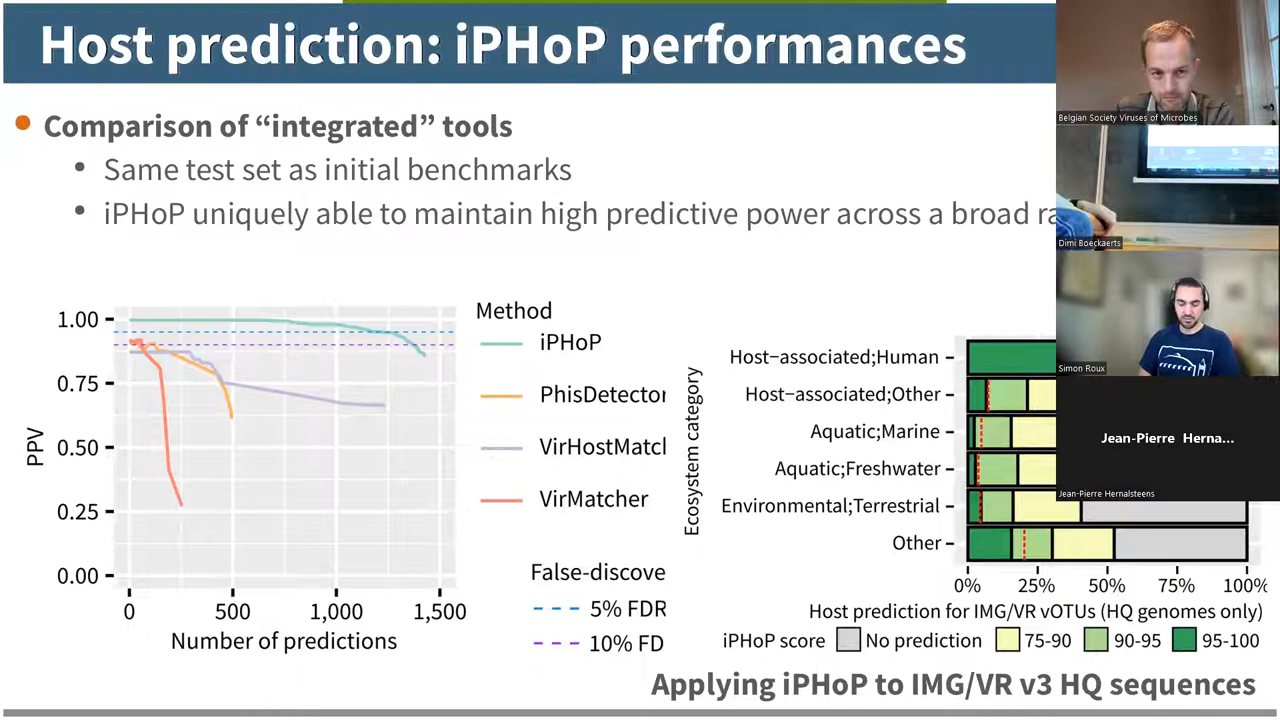 Host prediction: iPHoP performances
Comparison of “integrated” tools
Same test set as initial benchmarks
iPHoP uniquely able to maintain high predictive power across a broad
Belgian Society Viruses of Microbes
Dimi Boeckaerts
Simon Roux
Jean-Pierre Herna...
Jean-Pierre Hernalsteens
PPV
1.00
0.75
0.50
0.25
0.00
0
500
1,000
1,500
Number of predictions
Method
iPHoP
PhisDetector
VirHostMatcl
VirMatcher
False-discove
5% FDR
10% FD
Ecosystem category
Host-associated;Human
Host-associated;Other
Aquatic;Marine
Aquatic;Freshwater
Environmental;Terrestrial
Other
0% 25% 50% 75% 100%
Host prediction for IMG/VR vOTUs (HQ genomes only)
iPHoP score No prediction 75-90 90-95 95-100
Applying iPHoP to IMG/VR v3 HQ sequences